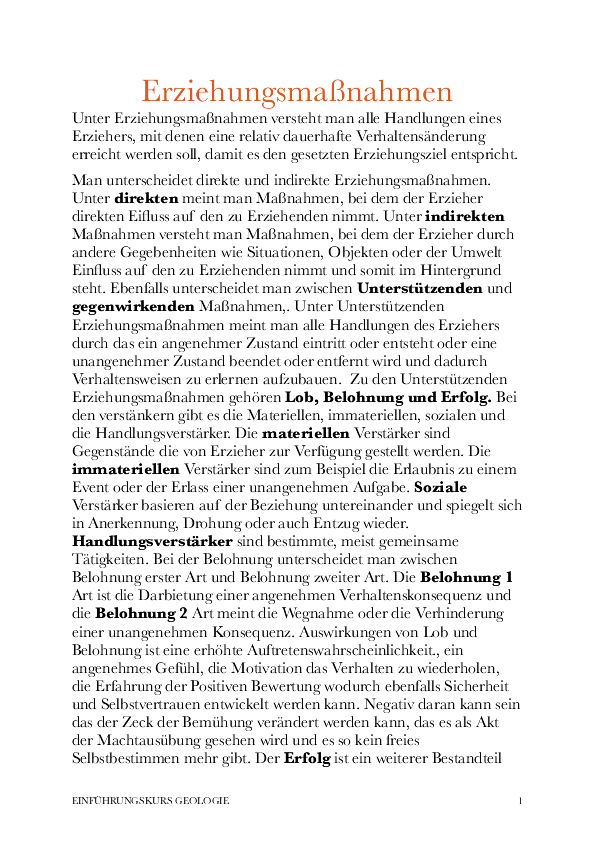 Erziehungsmaßnahmen
Unter Erziehungsmaßnahmen versteht man alle Handlungen eines
Erziehers, mit denen eine relativ dauerhafte Verhaltensänderung
erreicht werden soll, damit es den gesetzten Erziehungsziel entspricht.
Man unterscheidet direkte und indirekte Erziehungsmaßnahmen.
Unter direkten meint man Maßnahmen, bei dem der Erzieher
direkten Eifluss auf den zu Erziehenden nimmt. Unter indirekten
Maßnahmen versteht man Maßnahmen, bei dem der Erzieher durch
andere Gegebenheiten wie Situationen, Objekten oder der Umwelt
Einfluss auf den zu Erziehenden nimmt und somit im Hintergrund
steht. Ebenfalls unterscheidet man zwischen Unterstützenden und
gegenwirkenden Maßnahmen,. Unter Unterstützenden
Erziehungsmaßnahmen meint man alle Handlungen des Erziehers
durch das ein angenehmer Zustand eintritt oder entsteht oder eine
unangenehmer Zustand beendet oder entfernt wird und dadurch
Verhaltensweisen zu erlernen aufzubauen. Zu den Unterstützenden
Erziehungsmaßnahmen gehören Lob, Belohnung und Erfolg. Bei
den verstänkern gibt es die Materiellen, immateriellen, sozialen und
die Handlungsverstärker. Die materiellen Verstärker sind
Gegenstände die von Erzieher zur Verfügung gestellt werden. Die
immateriellen Verstärker sind zum Beispiel die Erlaubnis zu einem
Event oder der Erlass einer unangenehmen Aufgabe. Soziale
Verstärker basieren auf der Beziehung untereinander und spiegelt sich
in Anerkennung, Drohung oder auch Entzug wieder.
Handlungsverstärker sind bestimmte, meist gemeinsame
Tätigkeiten. Bei der Belohnung unterscheidet man zwischen
Belohnung erster Art und Belohnung zweiter Art. Die Belohnung 1
Art ist die Darbietung einer angenehmen Verhaltenskonsequenz und
die Belohnung 2 Art meint die Wegnahme oder die Verhinderung
einer unangenehmen Konsequenz. Auswirkungen von Lob und
Belohnung ist eine erhöhte Auftretenswahrscheinlichkeit., ein
angenehmes Gefühl, die Motivation das Verhalten zu wiederholen,
die Erfahrung der Positiven Bewertung wodurch ebenfalls Sicherheit
und Selbstvertrauen entwickelt werden kann. Negativ daran kann sein
das der Zeck der Bemühung verändert werden kann, das es als Akt
der Machtausübung gesehen wird und es so kein freies
Selbstbestimmen mehr gibt. Der Erfolg ist ein weiterer Bestandteil
EINFÜHRUNGSKURS GEOLOGIE 1